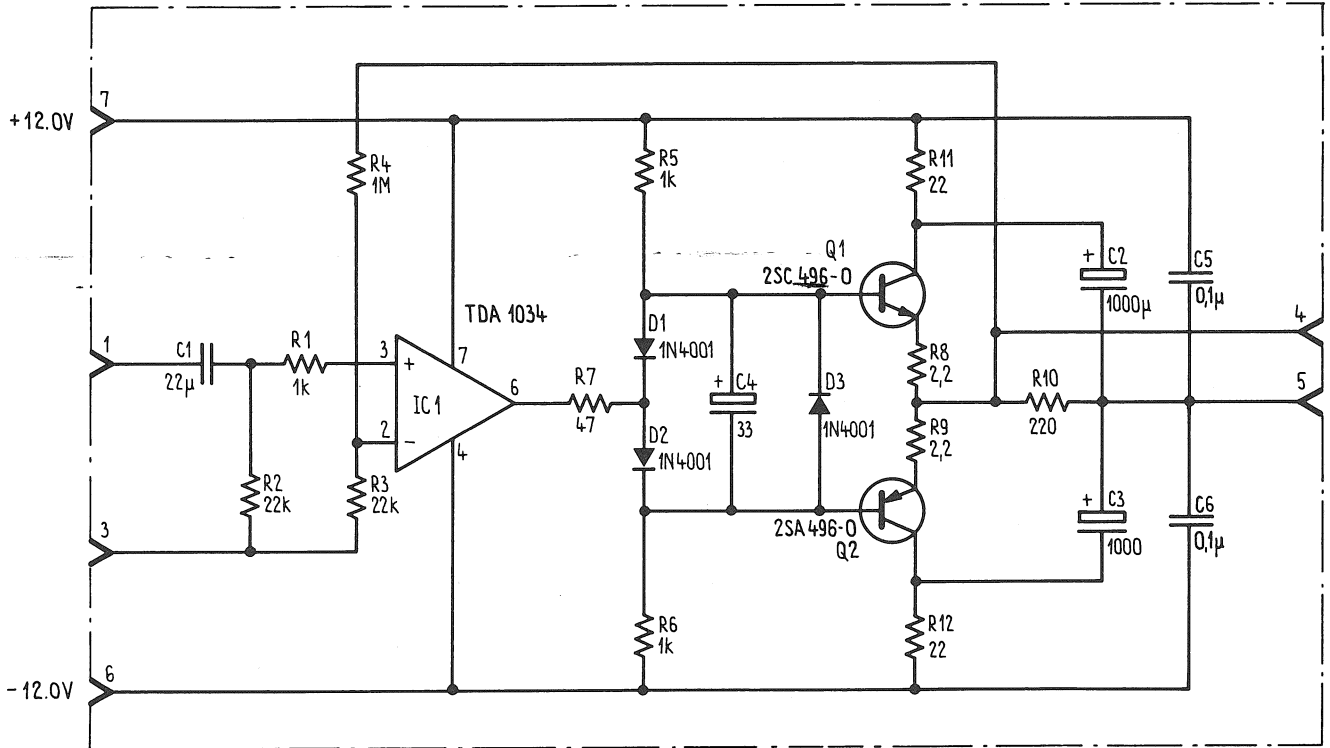 7
+12.0V
R4
1M
R5
1k
R11
22
Q1
2SC 496-0
+
C2
1000µ
C5
0,1µ
TDA 1034
1
C1
22µ
R1
1k
3
+
7
IC1
6
2
-
4
R7
47
D1
1N4001
D2
1N4001
+
C4
33
D3
1N4001
R8
2,2
R10
220
R9
2,2
4
5
R2
22k
R3
22k
3
2SA 496-0
Q2
+
C3
1000
C6
0,1µ
R6
1k
R12
22
6
-12.0V